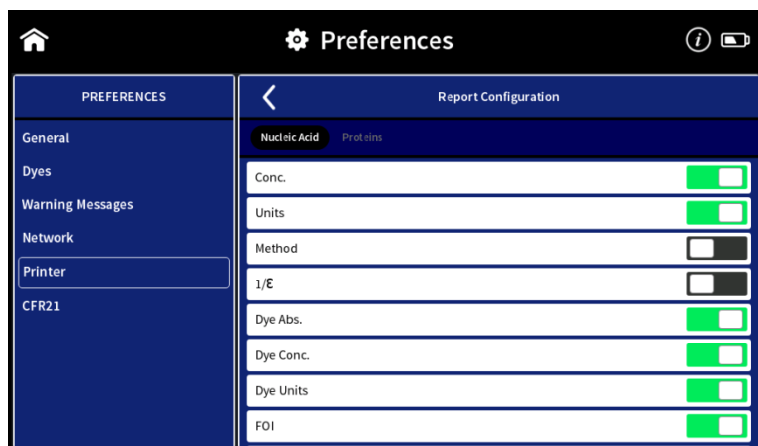 Preferences
i
PREFERENCES
General
Dyes
Warning Messages
Network
Printer
CFR21
Report Configuration
Nucleic Acid Proteins
Conc.
Units
Method
1/ε
Dye Abs.
Dye Conc.
Dye Units
FOI